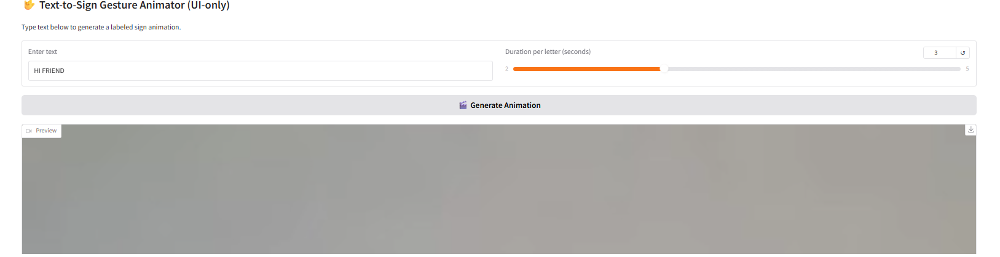 Text-to-Sign Gesture Animator (UI-only)
Type text below to generate a labeled sign animation.
Enter text
HI FRIEND
Duration per letter (seconds)
3
2
5
Generate Animation
Preview